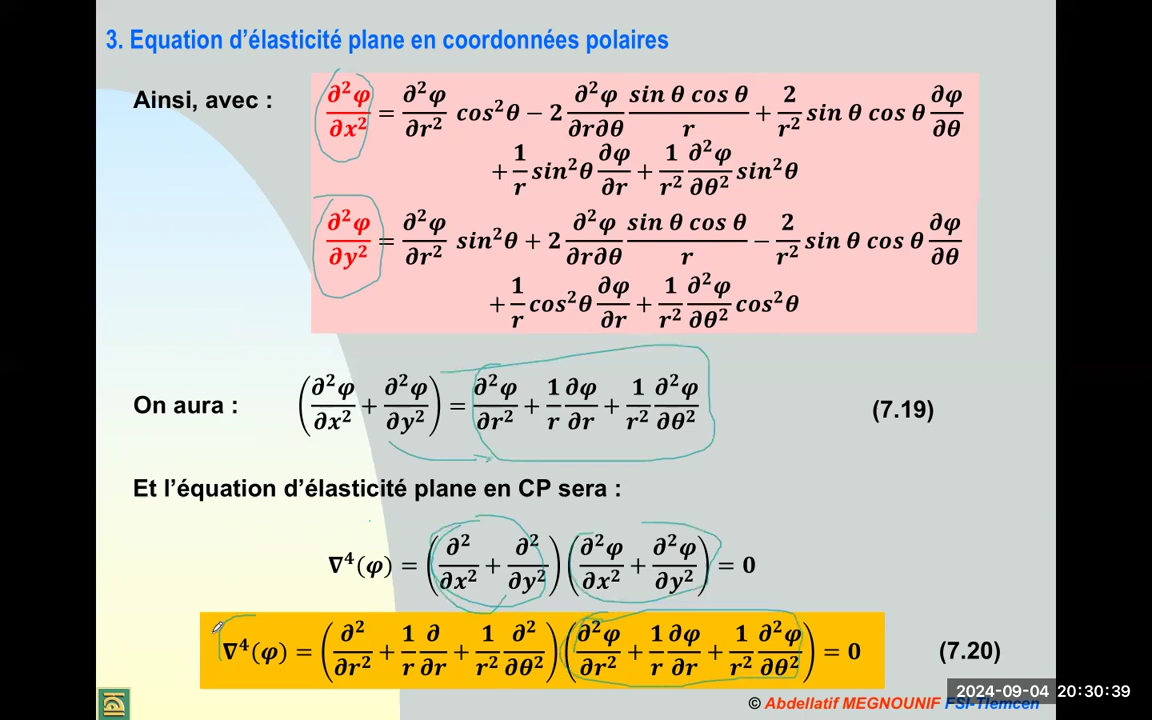 3. Equation d'élasticité plane en coordonnées polaires
Ainsi, avec :
∂²φ/∂x² = ∂²φ/∂r² cos²θ − 2 ∂²φ/∂r∂θ sin θ cos θ/r + 2/r² sin θ cos θ ∂φ/∂θ
+ 1/r sin²θ ∂φ/∂r + 1/r² ∂²φ/∂θ² sin²θ
∂²φ/∂y² = ∂²φ/∂r² sin²θ + 2 ∂²φ/∂r∂θ sin θ cos θ/r − 2/r² sin θ cos θ ∂φ/∂θ
+ 1/r cos²θ ∂φ/∂r + 1/r² ∂²φ/∂θ² cos²θ
On aura : (∂²φ/∂x² + ∂²φ/∂y²) = ∂²φ/∂r² + 1/r ∂φ/∂r + 1/r² ∂²φ/∂θ² (7.19)
Et l'équation d'élasticité plane en CP sera :
∇⁴(φ) = (∂²/∂x² + ∂²/∂y²)(∂²φ/∂x² + ∂²φ/∂y²) = 0
∇⁴(φ) = (∂²/∂r² + 1/r ∂/∂r + 1/r² ∂²/∂θ²)(∂²φ/∂r² + 1/r ∂φ/∂r + 1/r² ∂²φ/∂θ²) = 0 (7.20)
2024-09-04 20:30:39
© Abdellatif MEGNOUNIF FSI-Tlemcen